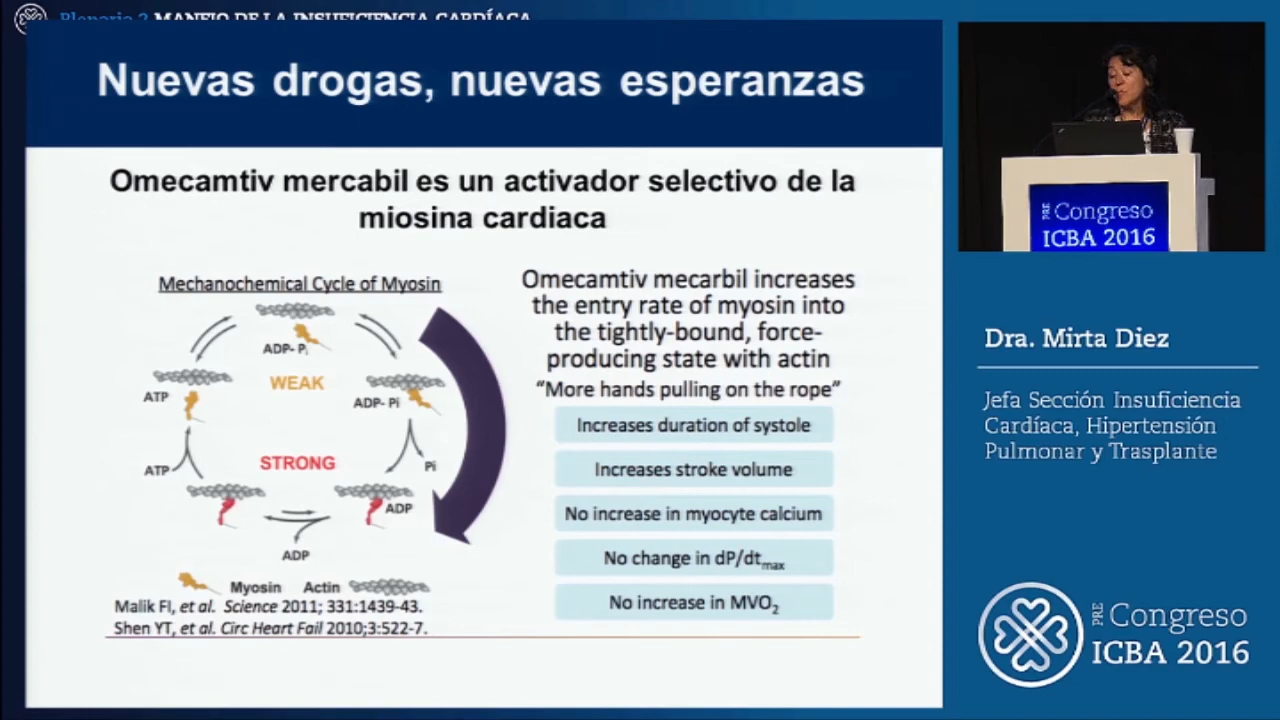 Plenaria 2 MANEJO DE LA INSUFICIENCIA CARDÍACA
Nuevas drogas, nuevas esperanzas
Omecamtiv mercabil es un activador selectivo de la
miosina cardiaca
Mechanochemical Cycle of Myosin
ADP- Pi
WEAK
ATP
ADP- Pi
STRONG
ATP
Pi
ADP
ADP
Myosin Actin
Malik FI, et al. Science 2011; 331:1439-43.
Shen YT, et al. Circ Heart Fail 2010;3:522-7.
Omecamtiv mecarbil increases
the entry rate of myosin into
the tightly-bound, force-
producing state with actin
“More hands pulling on the rope”
Increases duration of systole
Increases stroke volume
No increase in myocyte calcium
No change in dP/dtmax
No increase in MVO2
PRE Congreso
ICBA 2016
Dra. Mirta Diez
Jefa Sección Insuficiencia
Cardíaca, Hipertensión
Pulmonar y Trasplante
PRE Congreso
ICBA 2016